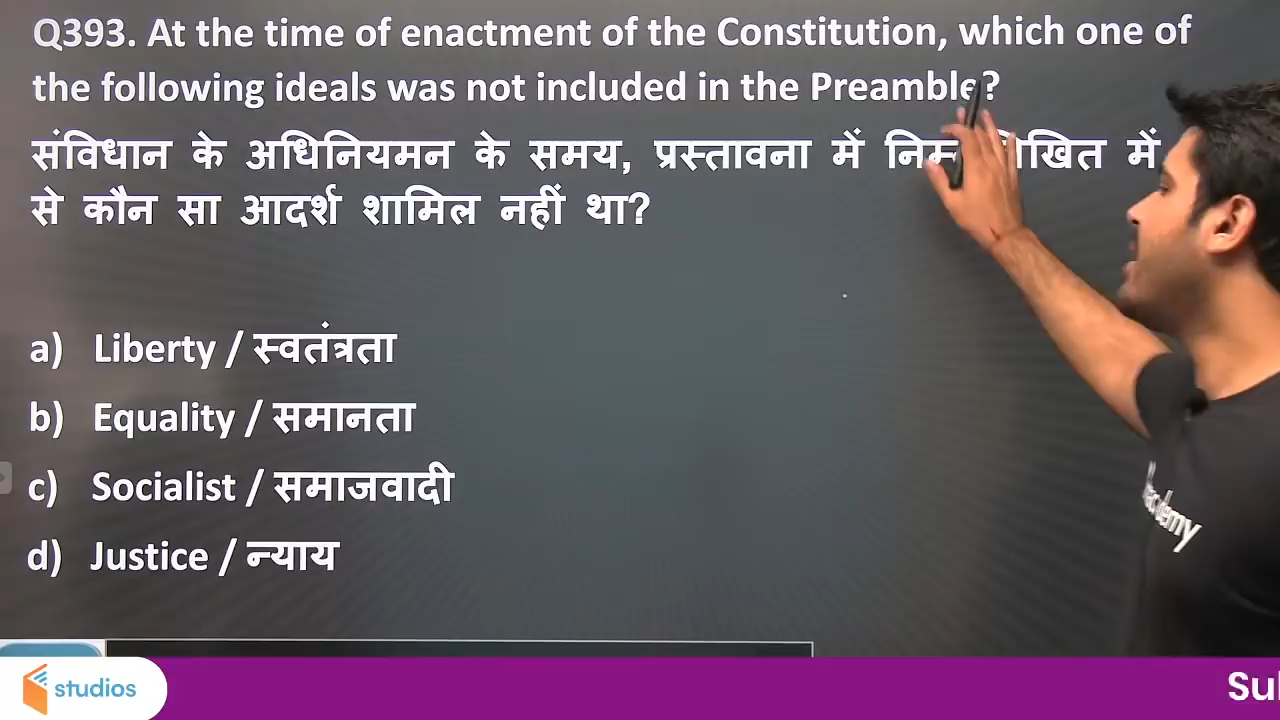 Q393. At the time of enactment of the Constitution, which one of
the following ideals was not included in the Preamble?
संविधान के अधिनियमन के समय, प्रस्तावना में में
से कौन सा आदर्श शामिल नहीं था?
a) Liberty / स्वतंत्रता
b) Equality / समानता
c) Socialist / समाजवादी
d) Justice / न्याय
studios